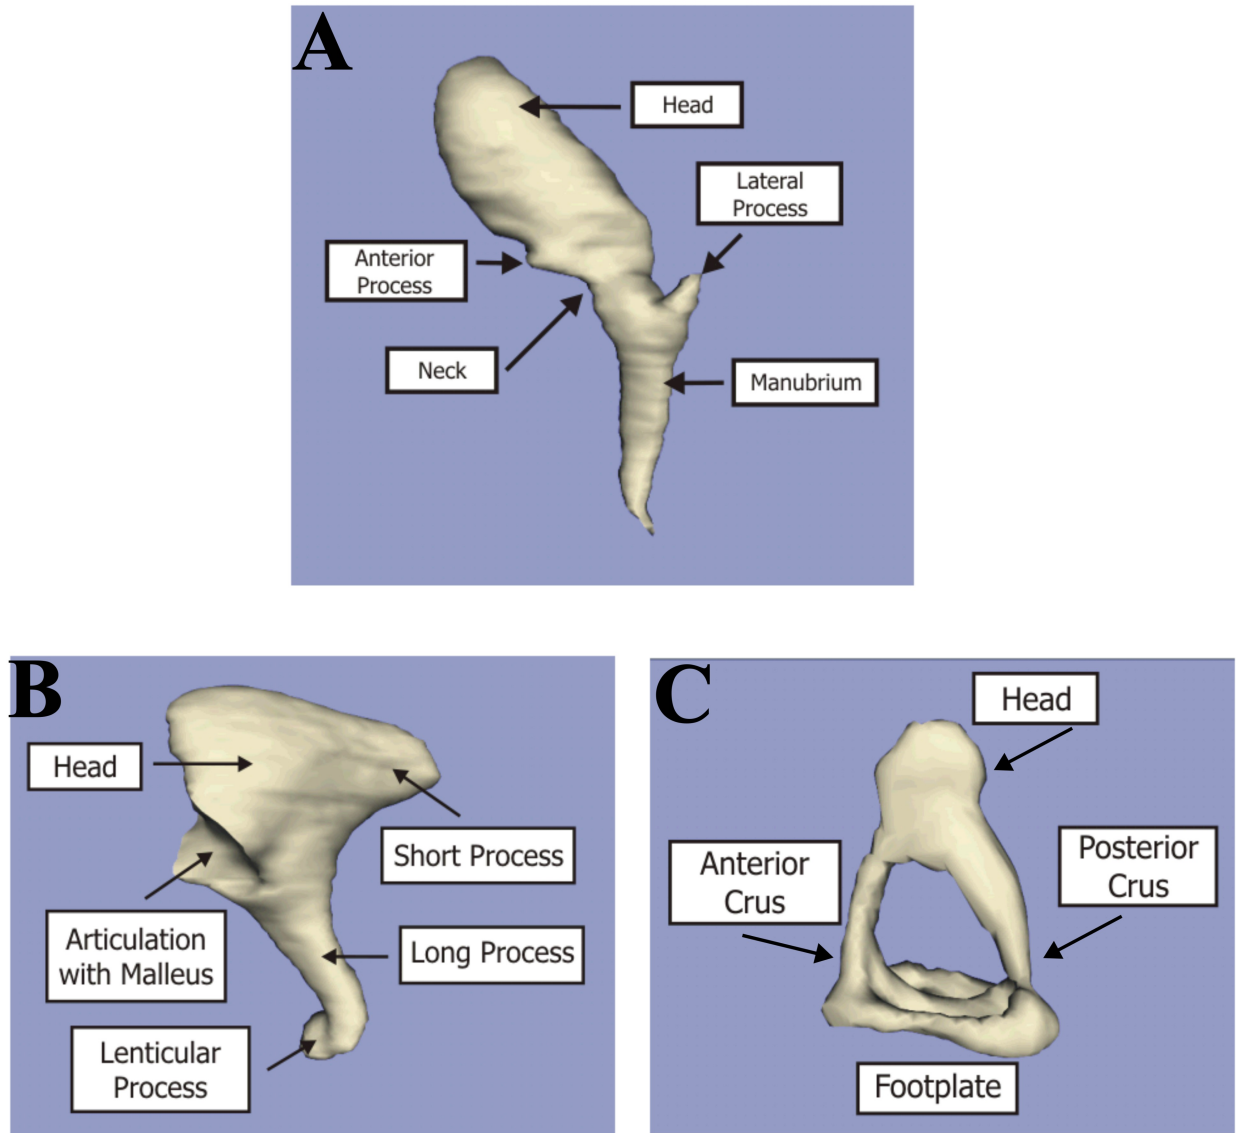 A
Head
Lateral
Process
Anterior
Process
Neck
Manubrium
B
Head
Short Process
Articulation
with Malleus
Long Process
Lenticular
Process
C
Head
Anterior
Crus
Posterior
Crus
Footplate